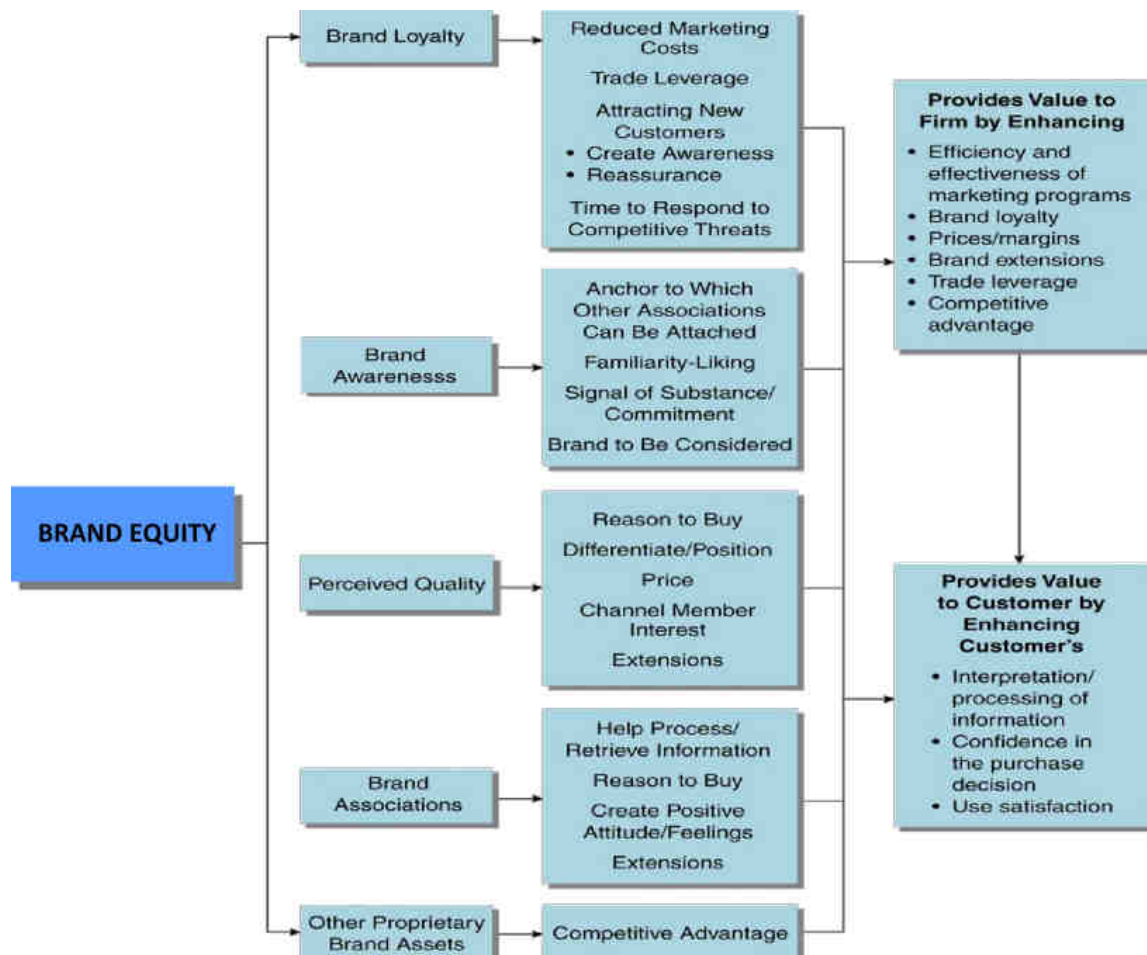 Brand Loyalty
Reduced Marketing
Costs
Trade Leverage
Attracting New
Customers
• Create Awareness
• Reassurance
Time to Respond to
Competitive Threats
Brand
Awarenesss
Anchor to Which
Other Associations
Can Be Attached
Familiarity-Liking
Signal of Substance/
Commitment
Brand to Be Considered
BRAND EQUITY
Perceived Quality
Reason to Buy
Differentiate/Position
Price
Channel Member
Interest
Extensions
Brand
Associations
Help Process/
Retrieve Information
Reason to Buy
Create Positive
Attitude/Feelings
Extensions
Other Proprietary
Brand Assets
Competitive Advantage
Provides Value to
Firm by Enhancing
• Efficiency and
effectiveness of
marketing programs
• Brand loyalty
• Prices/margins
• Brand extensions
• Trade leverage
• Competitive
advantage
Provides Value
to Customer by
Enhancing
Customer's
• Interpretation/
processing of
information
• Confidence in
the purchase
decision
• Use satisfaction